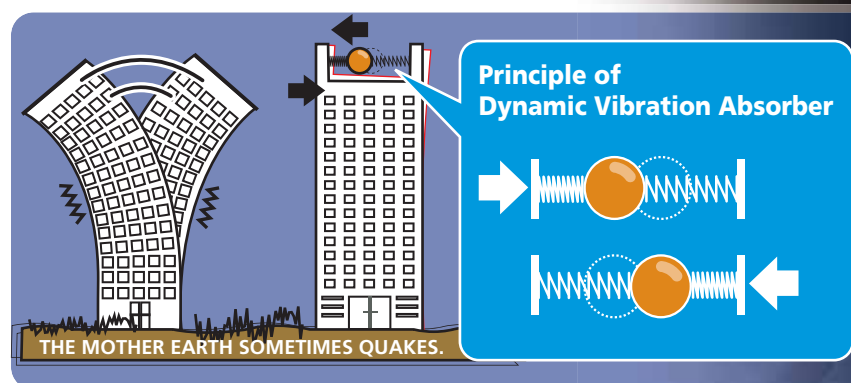 Principle of
Dynamic Vibration Absorber
THE MOTHER EARTH SOMETIMES QUAKES.